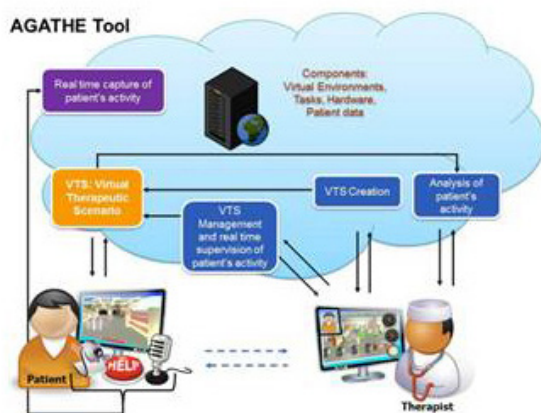 AGATHE Tool
Real time capture of
patient's activity
Components:
Virtual Environments,
Tasks, Hardware,
Patient data
VTS: Virtual
Therapeutic
Scenario
VTS
Management
and real time
supervision of
patient's activity
VTS Creation
Analysis of
patient's
activity
HELP
Patient
Therapist